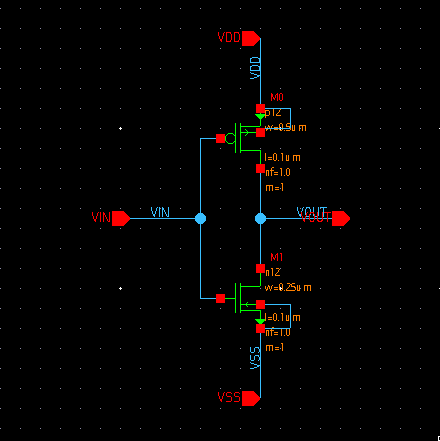 VDD
VDD
M0
p12
w=0.5u m
l=0.1u m
nf=1.0
m=1
VIN
VIN
VOUT
VOUT
M1
n12
w=0.25u m
l=0.1u m
nf=1.0
m=1
VSS
VSS